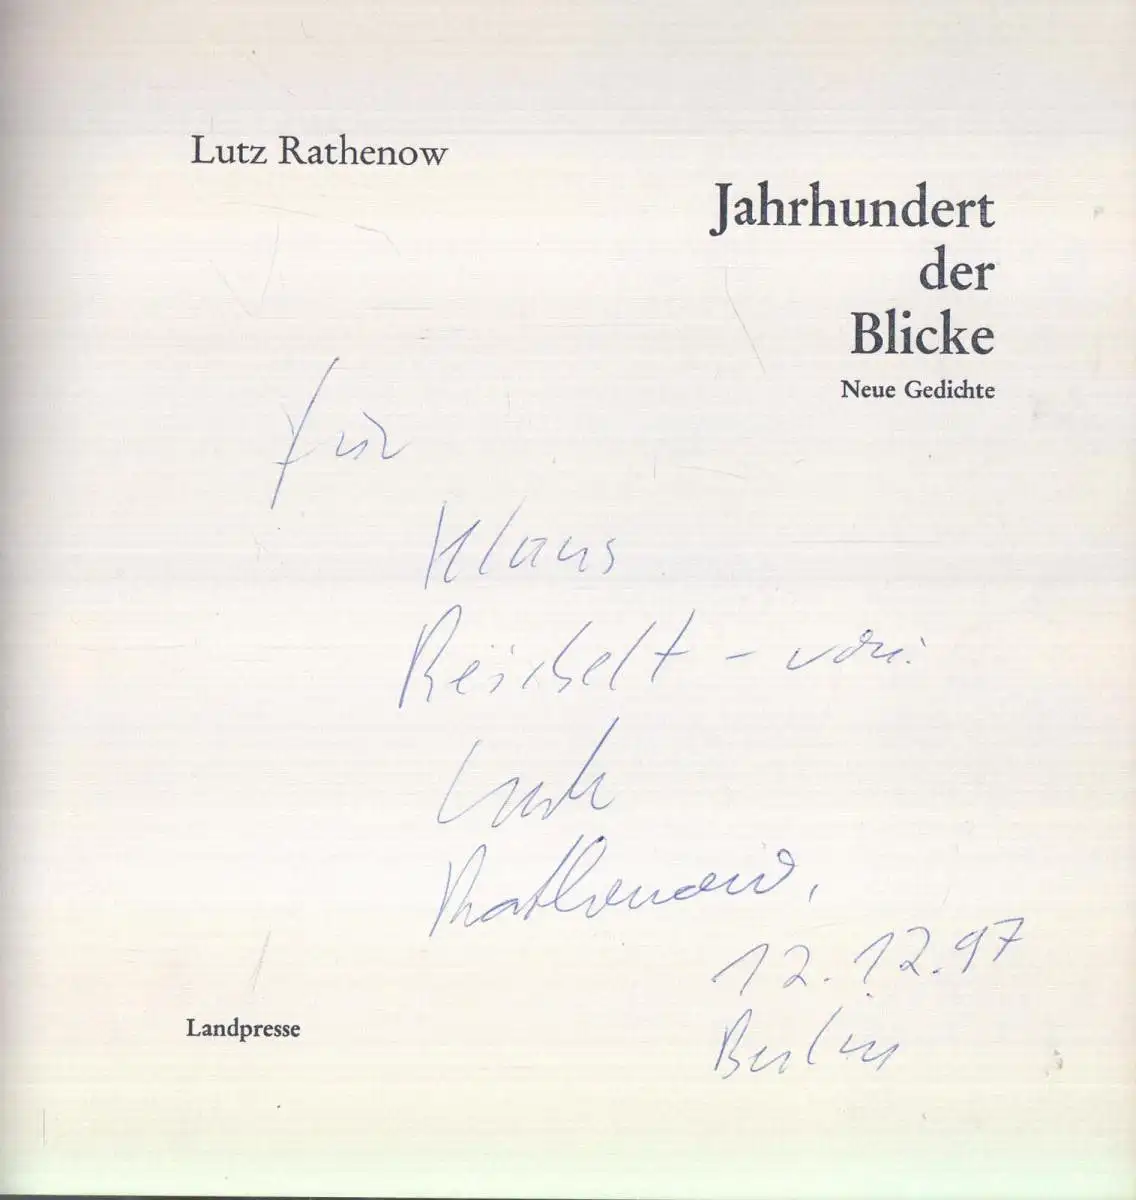 Lutz Rathenow
Jahrhundert
der
Blicke
Neue Gedichte
für
Klaus
Reichelt - von:
Lutz
Rathenow,
12.12.97
Berlin
Landpresse